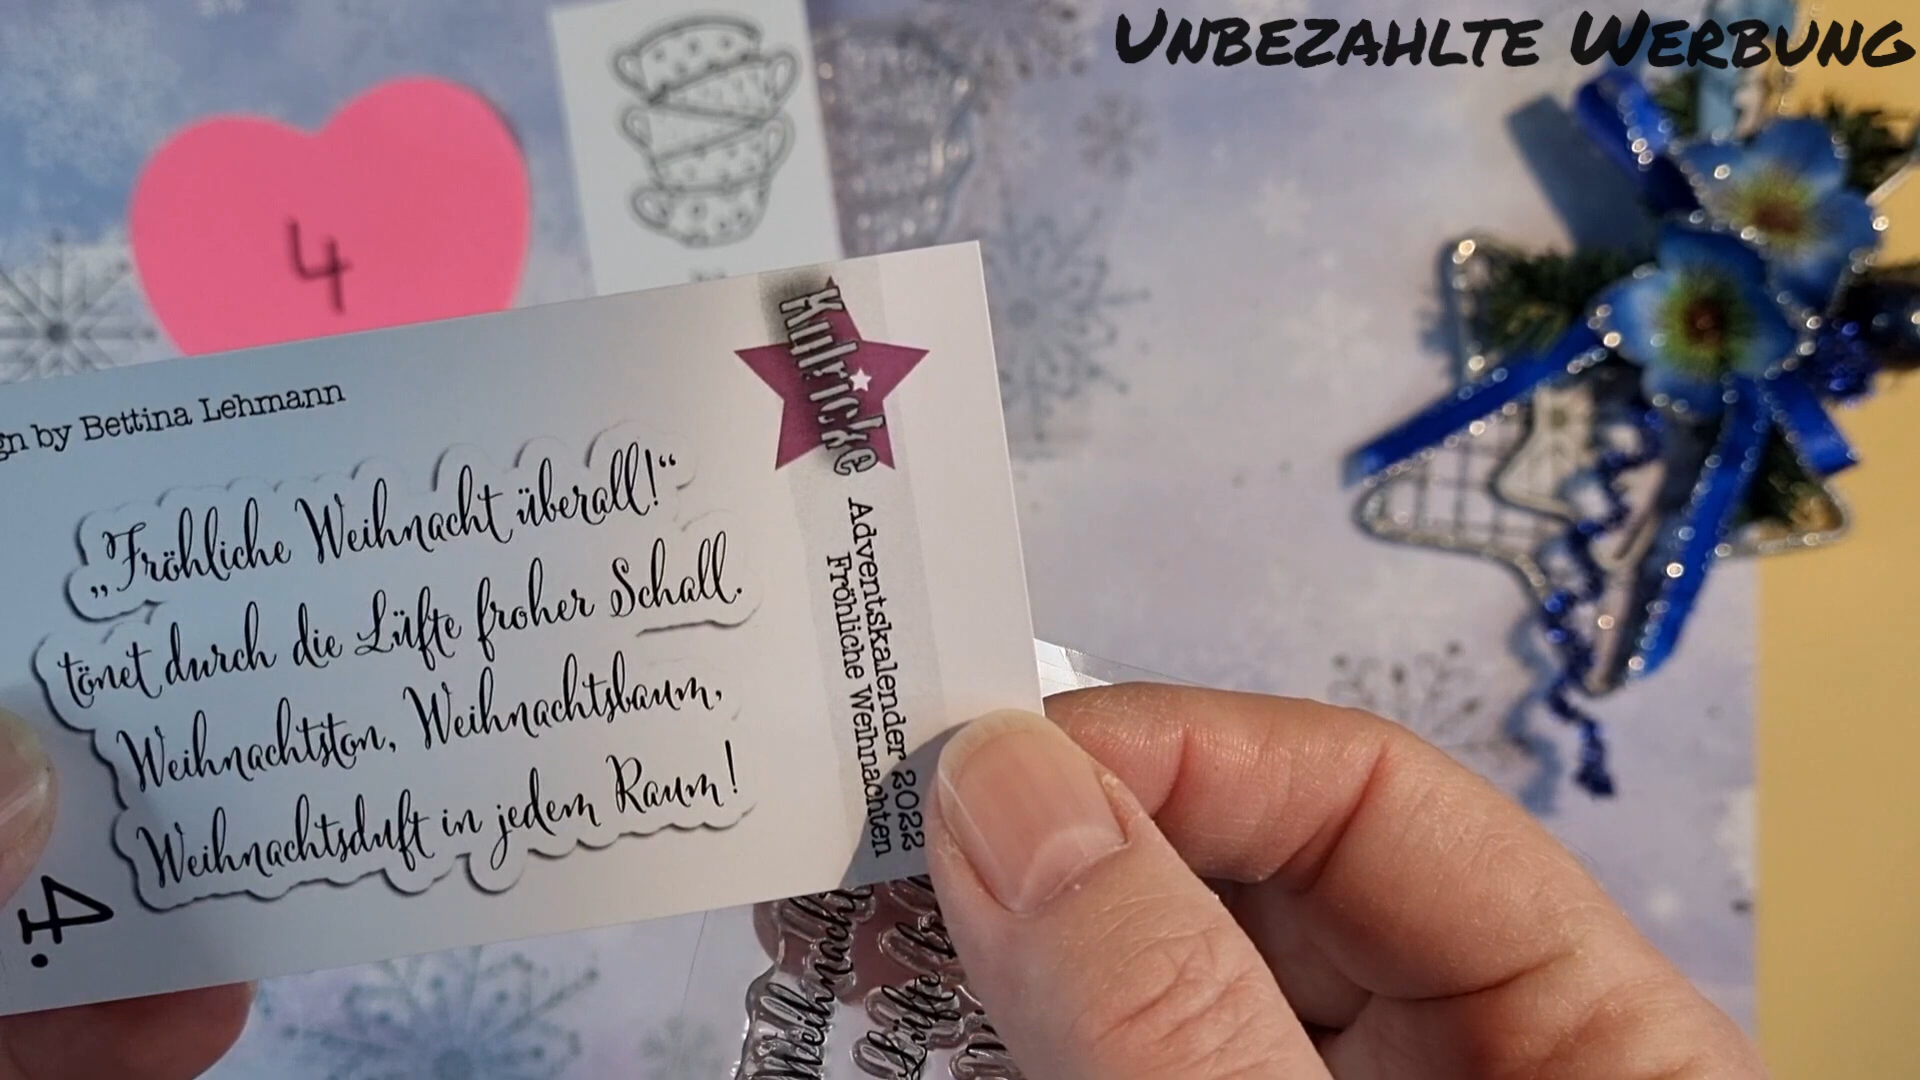 UNBEZAHLTE WERBUNG
4
by Bettina Lehmann
„Fröhliche Weihnacht überall!“
tönet durch die Lüfte froher Schall.
Weihnachtston, Weihnachtsbaum,
Weihnachtsduft in jedem Raum!
Kulricke
Adventskalender 2022
Fröhliche Weihnachten
4.
Lüfte